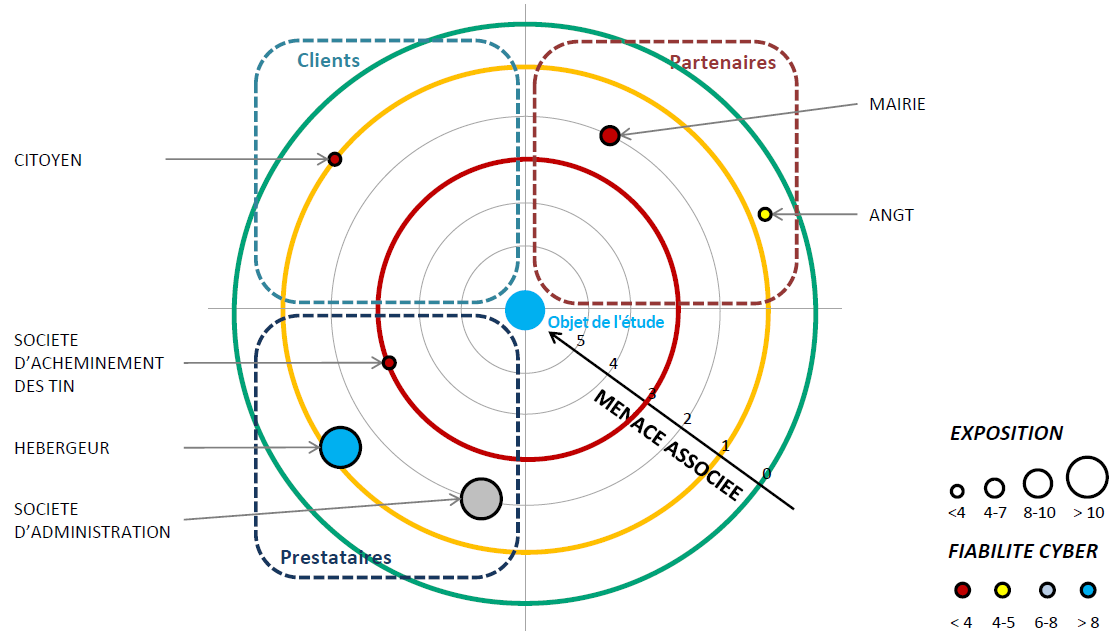 Clients
Partenaires
MAIRIE
CITOYEN
ANGT
Objet de l'étude
5
4
3
2
1
0
MENACE ASSOCIEE
SOCIETE
D'ACHEMINEMENT
DES TIN
HEBERGEUR
SOCIETE
D'ADMINISTRATION
Prestataires
EXPOSITION
<4 4-7 8-10 > 10
FIABILITE CYBER
< 4 4-5 6-8 > 8